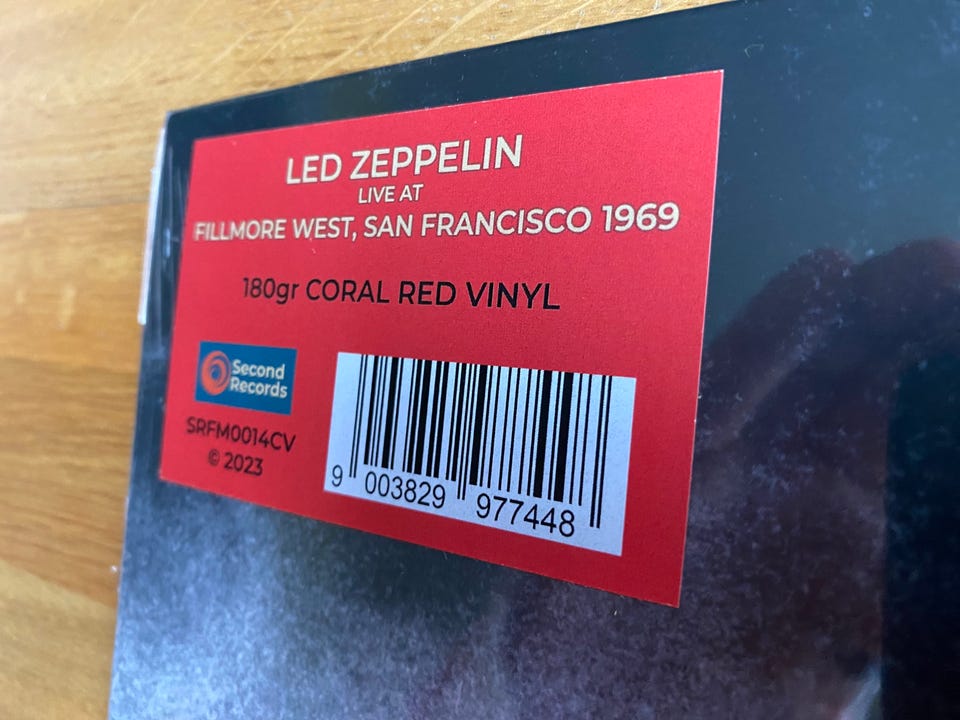 LED ZEPPELIN
LIVE AT
FILLMORE WEST, SAN FRANCISCO 1969
180gr CORAL RED VINYL
Second
Records
SRFM0014CV
© 2023
9 003829 977448